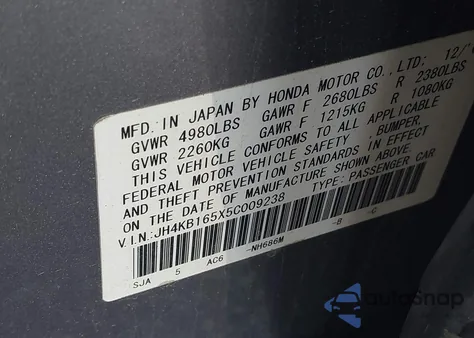 MFD. IN JAPAN BY HONDA MOTOR CO., LTD: 12/
GVWR 4980LBS GAWR F 2680LBS R 2380LBS
GVWR 2260KG GAWR F 1215KG R 1080KG
THIS VEHICLE CONFORMS TO ALL APPLICABLE
FEDERAL MOTOR VEHICLE SAFETY, BUMPER,
AND THEFT PREVENTION STANDARDS IN EFFECT
ON THE DATE OF MANUFACTURE SHOWN ABOVE.
V.I.N.:JH4KB165X5C009238 TYPE: PASSENGER CAR
SJA 5 AC6 -NH686M -B -C
autoSnap